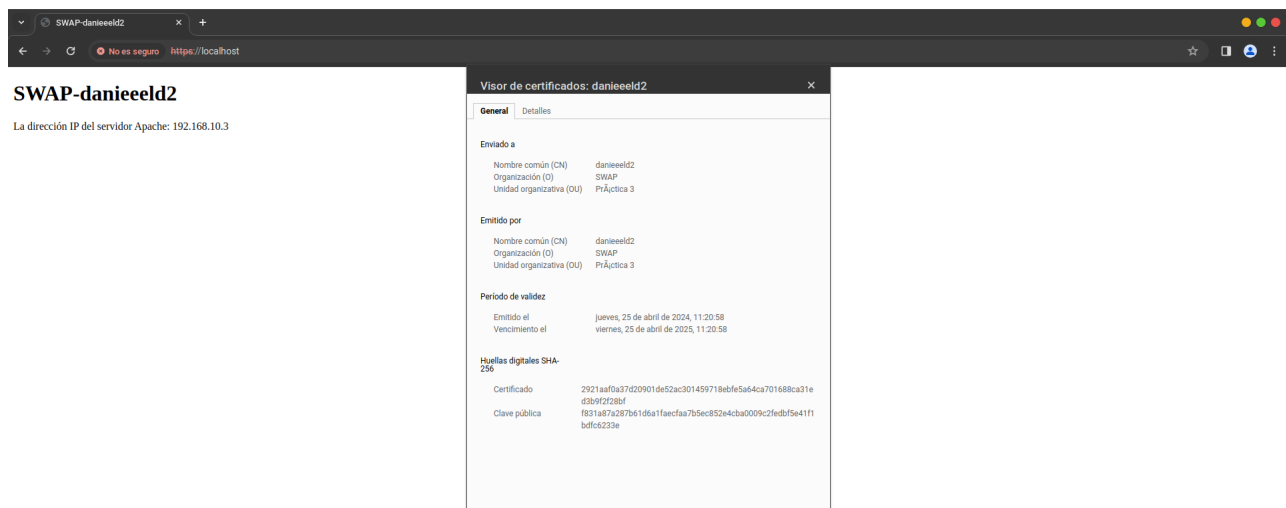 SWAP-danieeeld2
No es seguro https://localhost
SWAP-danieeeld2
La dirección IP del servidor Apache: 192.168.10.3
Visor de certificados: danieeeld2
General Detalles
Enviado a
Nombre común (CN) danieeeld2
Organización (O) SWAP
Unidad organizativa (OU) PrÃ¡ctica 3
Emitido por
Nombre común (CN) danieeeld2
Organización (O) SWAP
Unidad organizativa (OU) PrÃ¡ctica 3
Período de validez
Emitido el jueves, 25 de abril de 2024, 11:20:58
Vencimiento el viernes, 25 de abril de 2025, 11:20:58
Huellas digitales SHA-
256
Certificado 2921aaf0a37d20901de52ac301459718ebfe5a64ca701688ca31e
d3b9f2f28bf
Clave pública f831a87a287b61d6a1faecfaa7b5ec852e4cba0009c2fedbf5e41f1
bdfc6233e